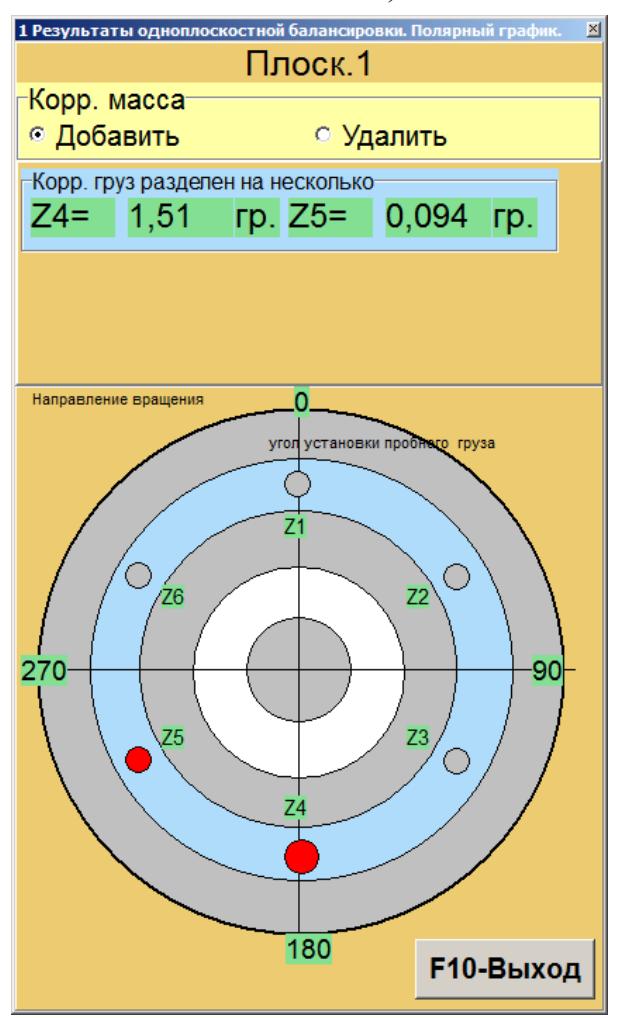 1 Результаты одноплоскостной балансировки. Полярный график.
Плоск.1
Корр. масса
Добавить Удалить
Корр. груз разделен на несколько
Z4= 1,51 гр. Z5= 0,094 гр.
Направление вращения
0
угол установки пробного груза
Z1
Z6 Z2
270 90
Z5 Z3
Z4
180
F10-Выход